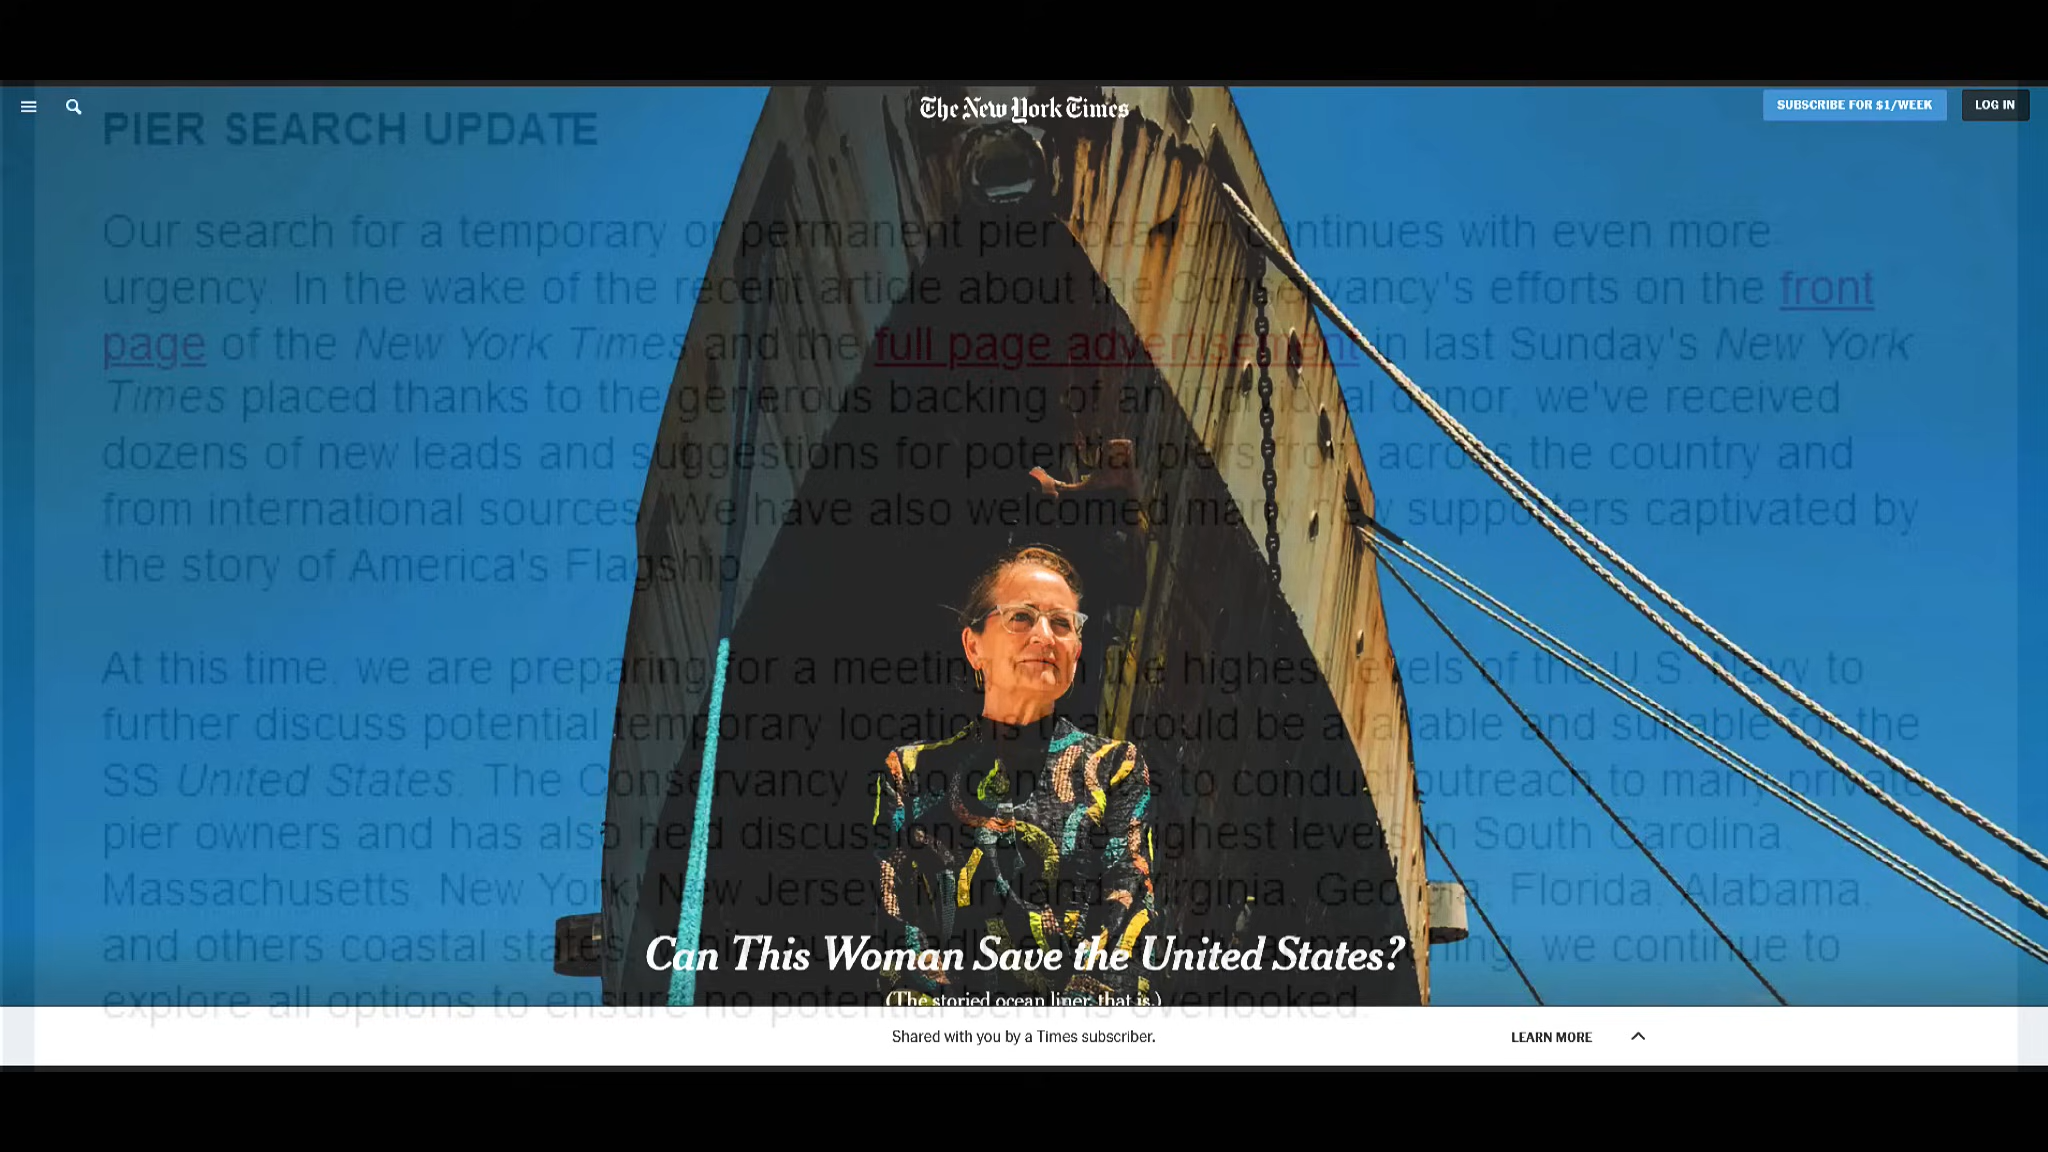 The New York Times
SUBSCRIBE FOR $1/WEEK
LOG IN
PIER SEARCH UPDATE
Our search for a temporary or permanent pier location continues with even more
urgency. In the wake of the recent article about the Conservancy's efforts on the front
page of the New York Times and the full page advertisement in last Sunday's New York
Times placed thanks to the generous backing of an individual donor, we've received
dozens of new leads and suggestions for potential piers from across the country and
from international sources. We have also welcomed many new supporters captivated by
the story of America's Flagship.
At this time, we are preparing for a meeting the highest levels of the U.S. Navy to
further discuss potential temporary locations that could be available and suitable for the
SS United States. The Conservancy also continues to conduct outreach to many private
pier owners and has also held discussions at the highest levels in South Carolina,
Massachusetts, New York, New Jersey, Maryland, Virginia, Georgia, Florida, Alabama,
and others coastal states. we continue to
explore all options to ensure no potential berth is overlooked.
Can This Woman Save the United States?
(The storied ocean liner, that is.)
Shared with you by a Times subscriber.
LEARN MORE